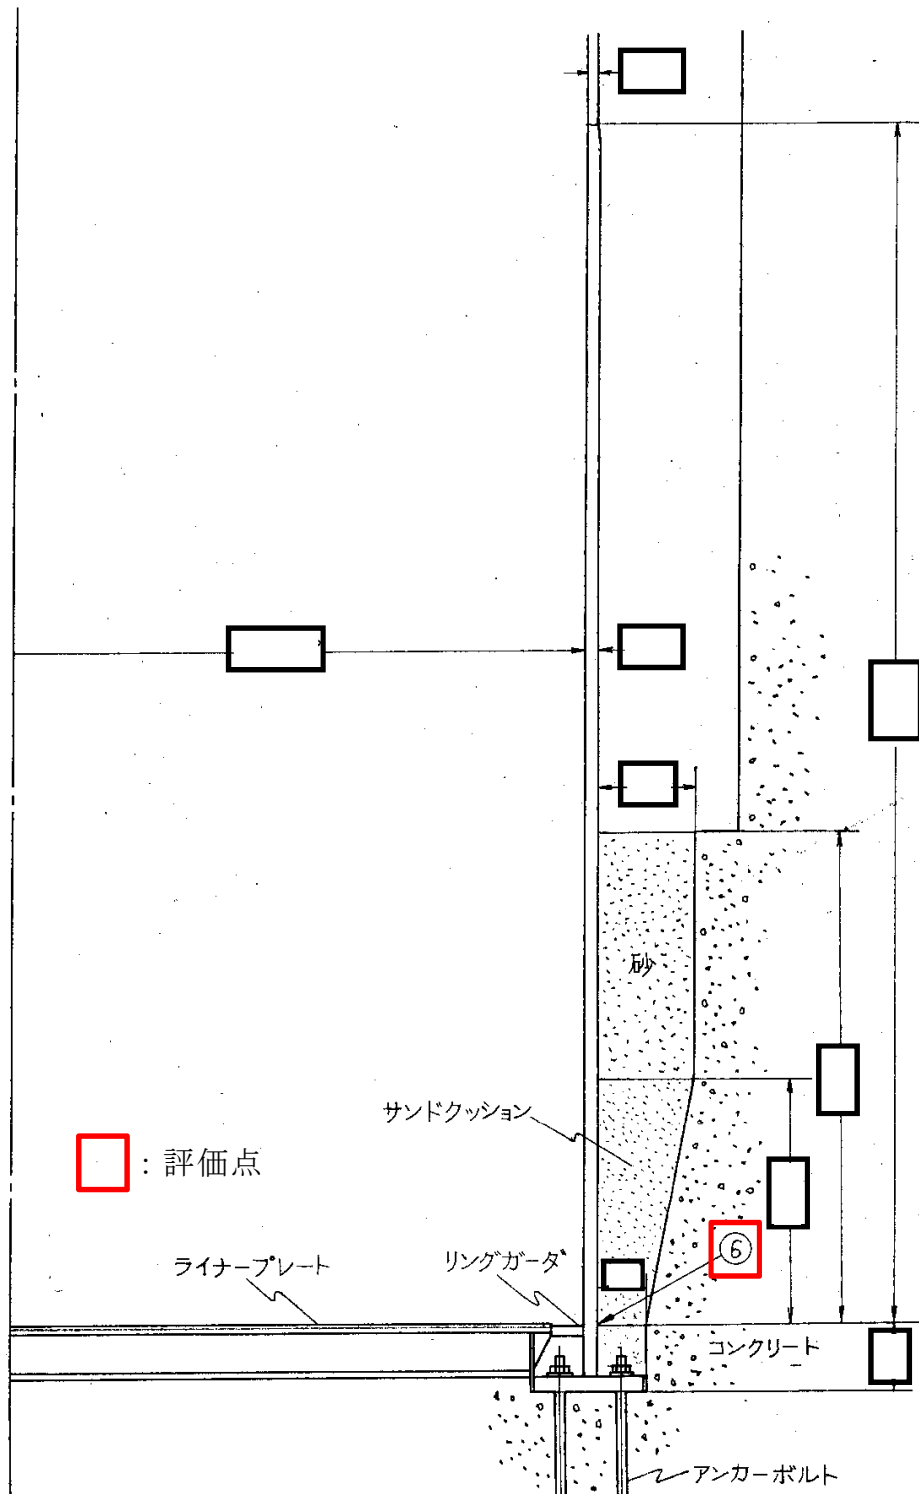 砂
サンドクッション
：評価点
⑥
ライナープレート
リングガーダ
コンクリート
アンカーボルト